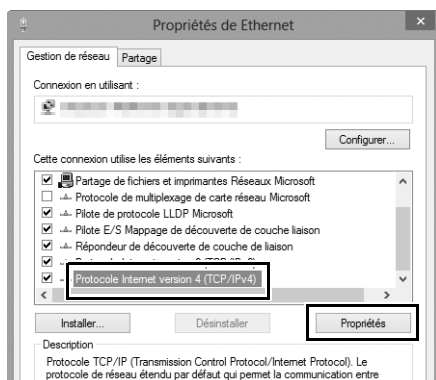 Propriétés de Ethernet
Gestion de réseau Partage
Connexion en utilisant :
Configurer...
Cette connexion utilise les éléments suivants :
Partage de fichiers et imprimantes Réseaux Microsoft
Protocole de multiplexage de carte réseau Microsoft
Pilote de protocole LLDP Microsoft
Pilote E/S Mappage de découverte de couche liaison
Répondeur de découverte de couche de liaison
Protocole Internet version 4 (TCP/IPv4)
Installer... Désinstaller Propriétés
Description
Protocole TCP/IP (Transmission Control Protocol/Internet Protocol). Le
protocole de réseau étendu par défaut qui permet la communication entre